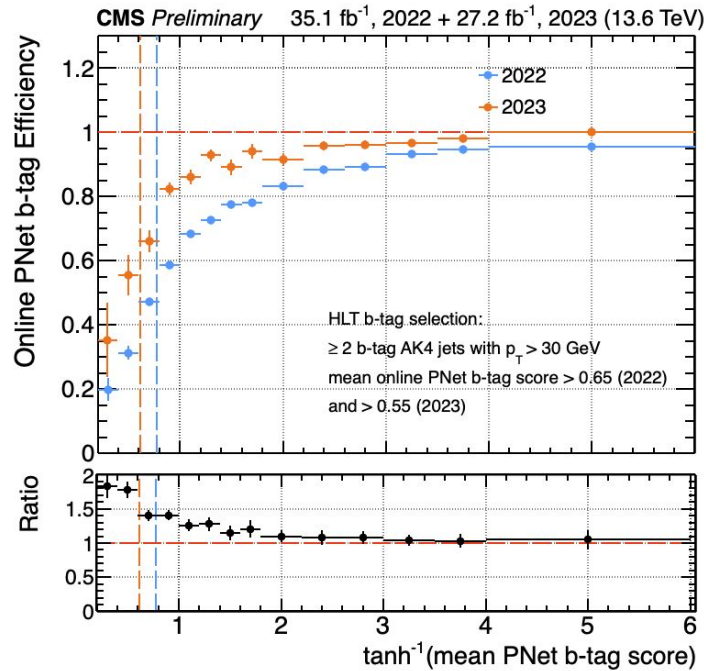 CMS Preliminary 35.1 fb⁻¹, 2022 + 27.2 fb⁻¹, 2023 (13.6 TeV)
Online PNet b-tag Efficiency
1.2
1
0.8
0.6
0.4
0.2
0
2022
2023
HLT b-tag selection:
≥ 2 b-tag AK4 jets with p_T > 30 GeV
mean online PNet b-tag score > 0.65 (2022)
and > 0.55 (2023)
Ratio
2
1.5
1
0.5
0
1 2 3 4 5 6
tanh⁻¹(mean PNet b-tag score)